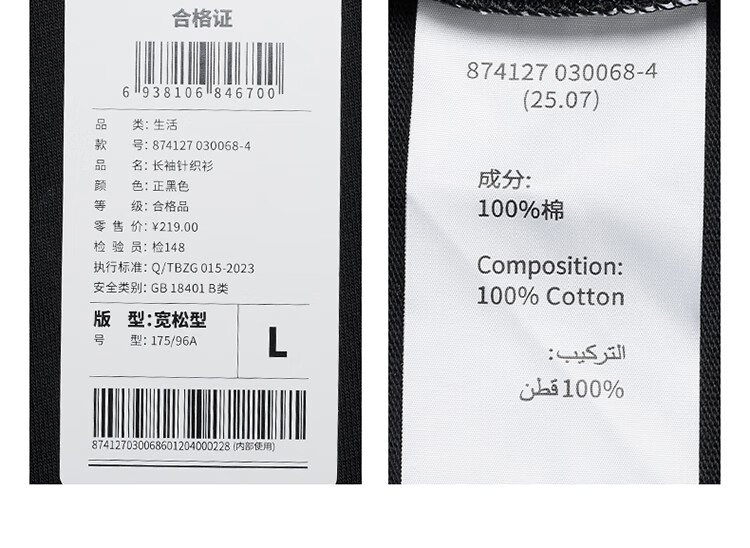 合格证
6 938106 846700
品 类: 生活
款 号: 874127 030068-4
品 名: 长袖针织衫
颜 色: 正黑色
等 级: 合格品
零 售 价: ¥219.00
检 验 员: 检148
执行标准: Q/TBZG 015-2023
安全类别: GB 18401 B类
版 型: 宽松型
号 型: 175/96A
L
874127030068601204000228 (内部使用)
874127 030068-4
(25.07)
成分:
100%棉
Composition:
100% Cotton
التركيب:
100% قطن